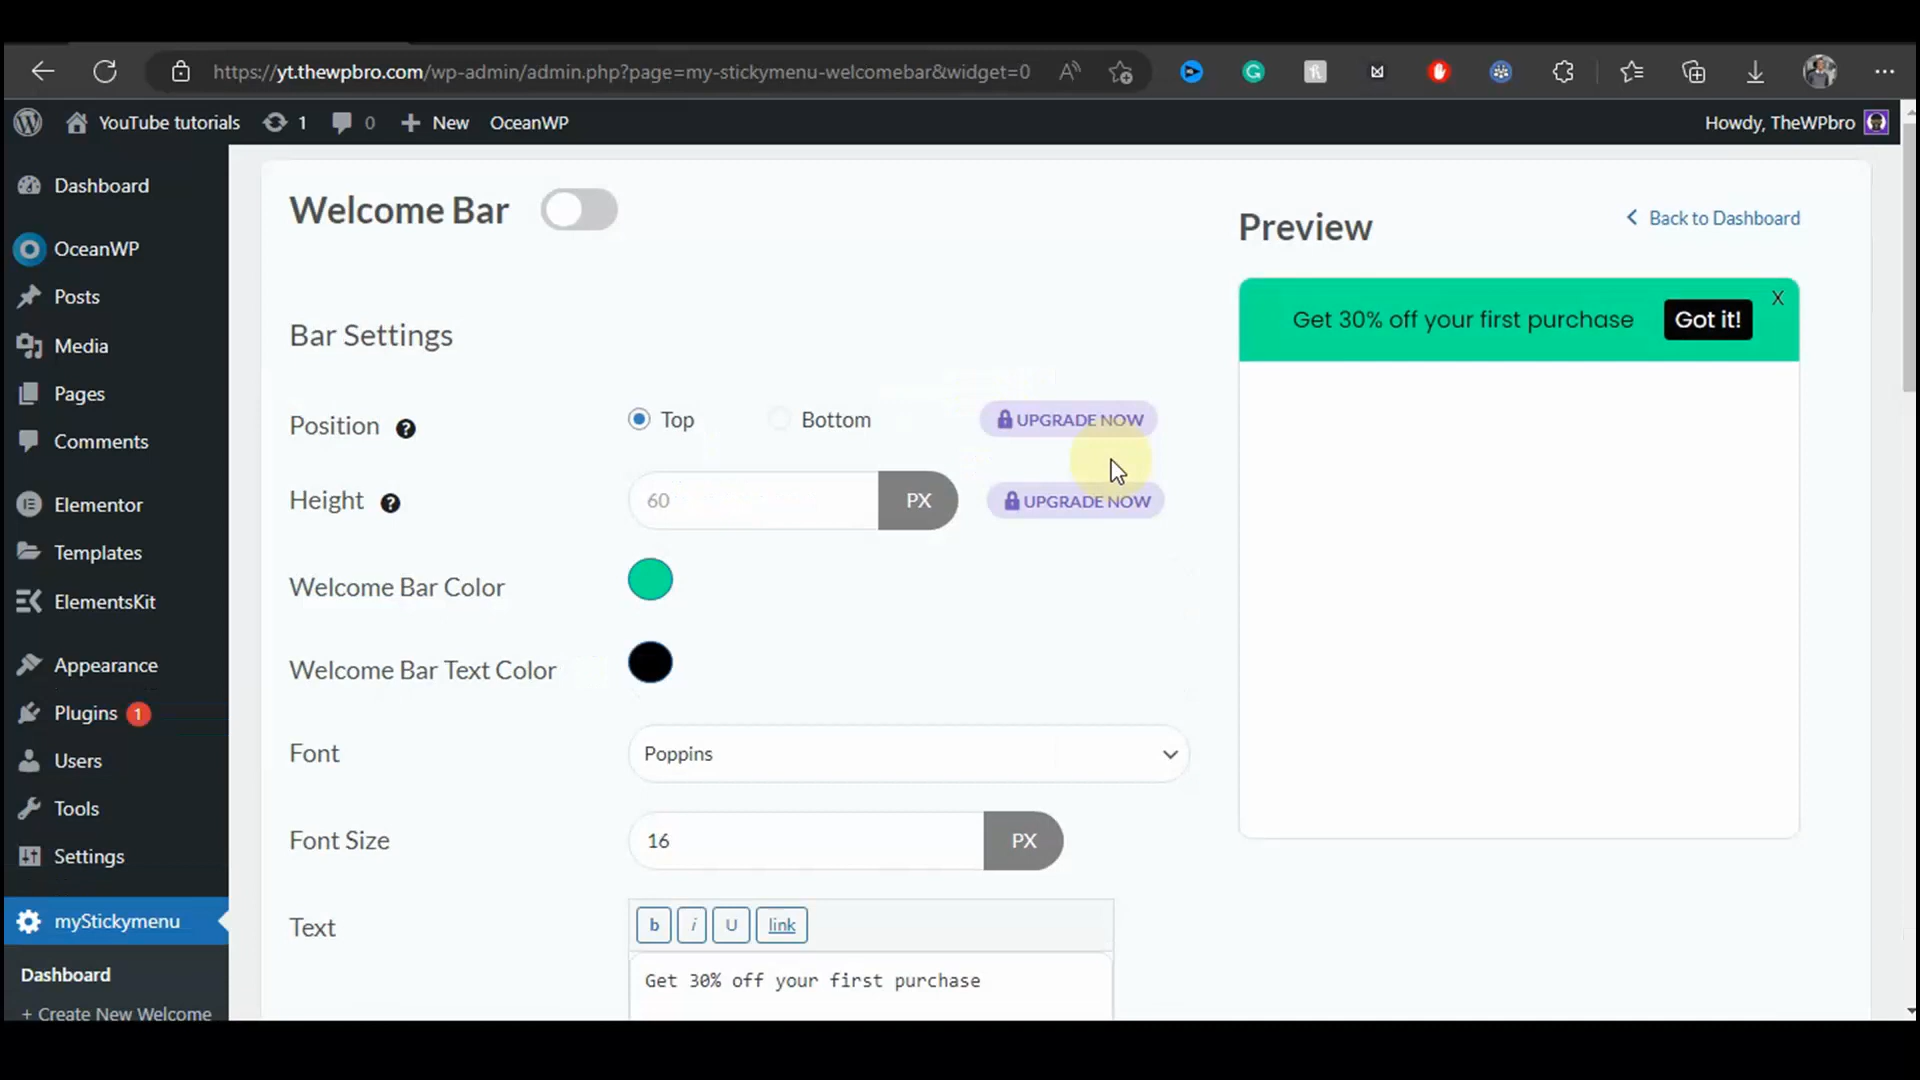 https://yt.thewpbro.com/wp-admin/admin.php?page=my-stickymenu-welcomebar&widget=0
YouTube tutorials 1 0 + New OceanWP Howdy, TheWPbro
Dashboard
OceanWP
Posts
Media
Pages
Comments
Elementor
Templates
ElementsKit
Appearance
Plugins 1
Users
Tools
Settings
myStickymenu
Dashboard
+ Create New Welcome
Welcome Bar
Bar Settings
Position ? Top Bottom UPGRADE NOW
Height ? 60 PX UPGRADE NOW
Welcome Bar Color
Welcome Bar Text Color
Font Poppins
Font Size 16 PX
Text b i U link
Get 30% off your first purchase
Preview Back to Dashboard
Get 30% off your first purchase Got it! X